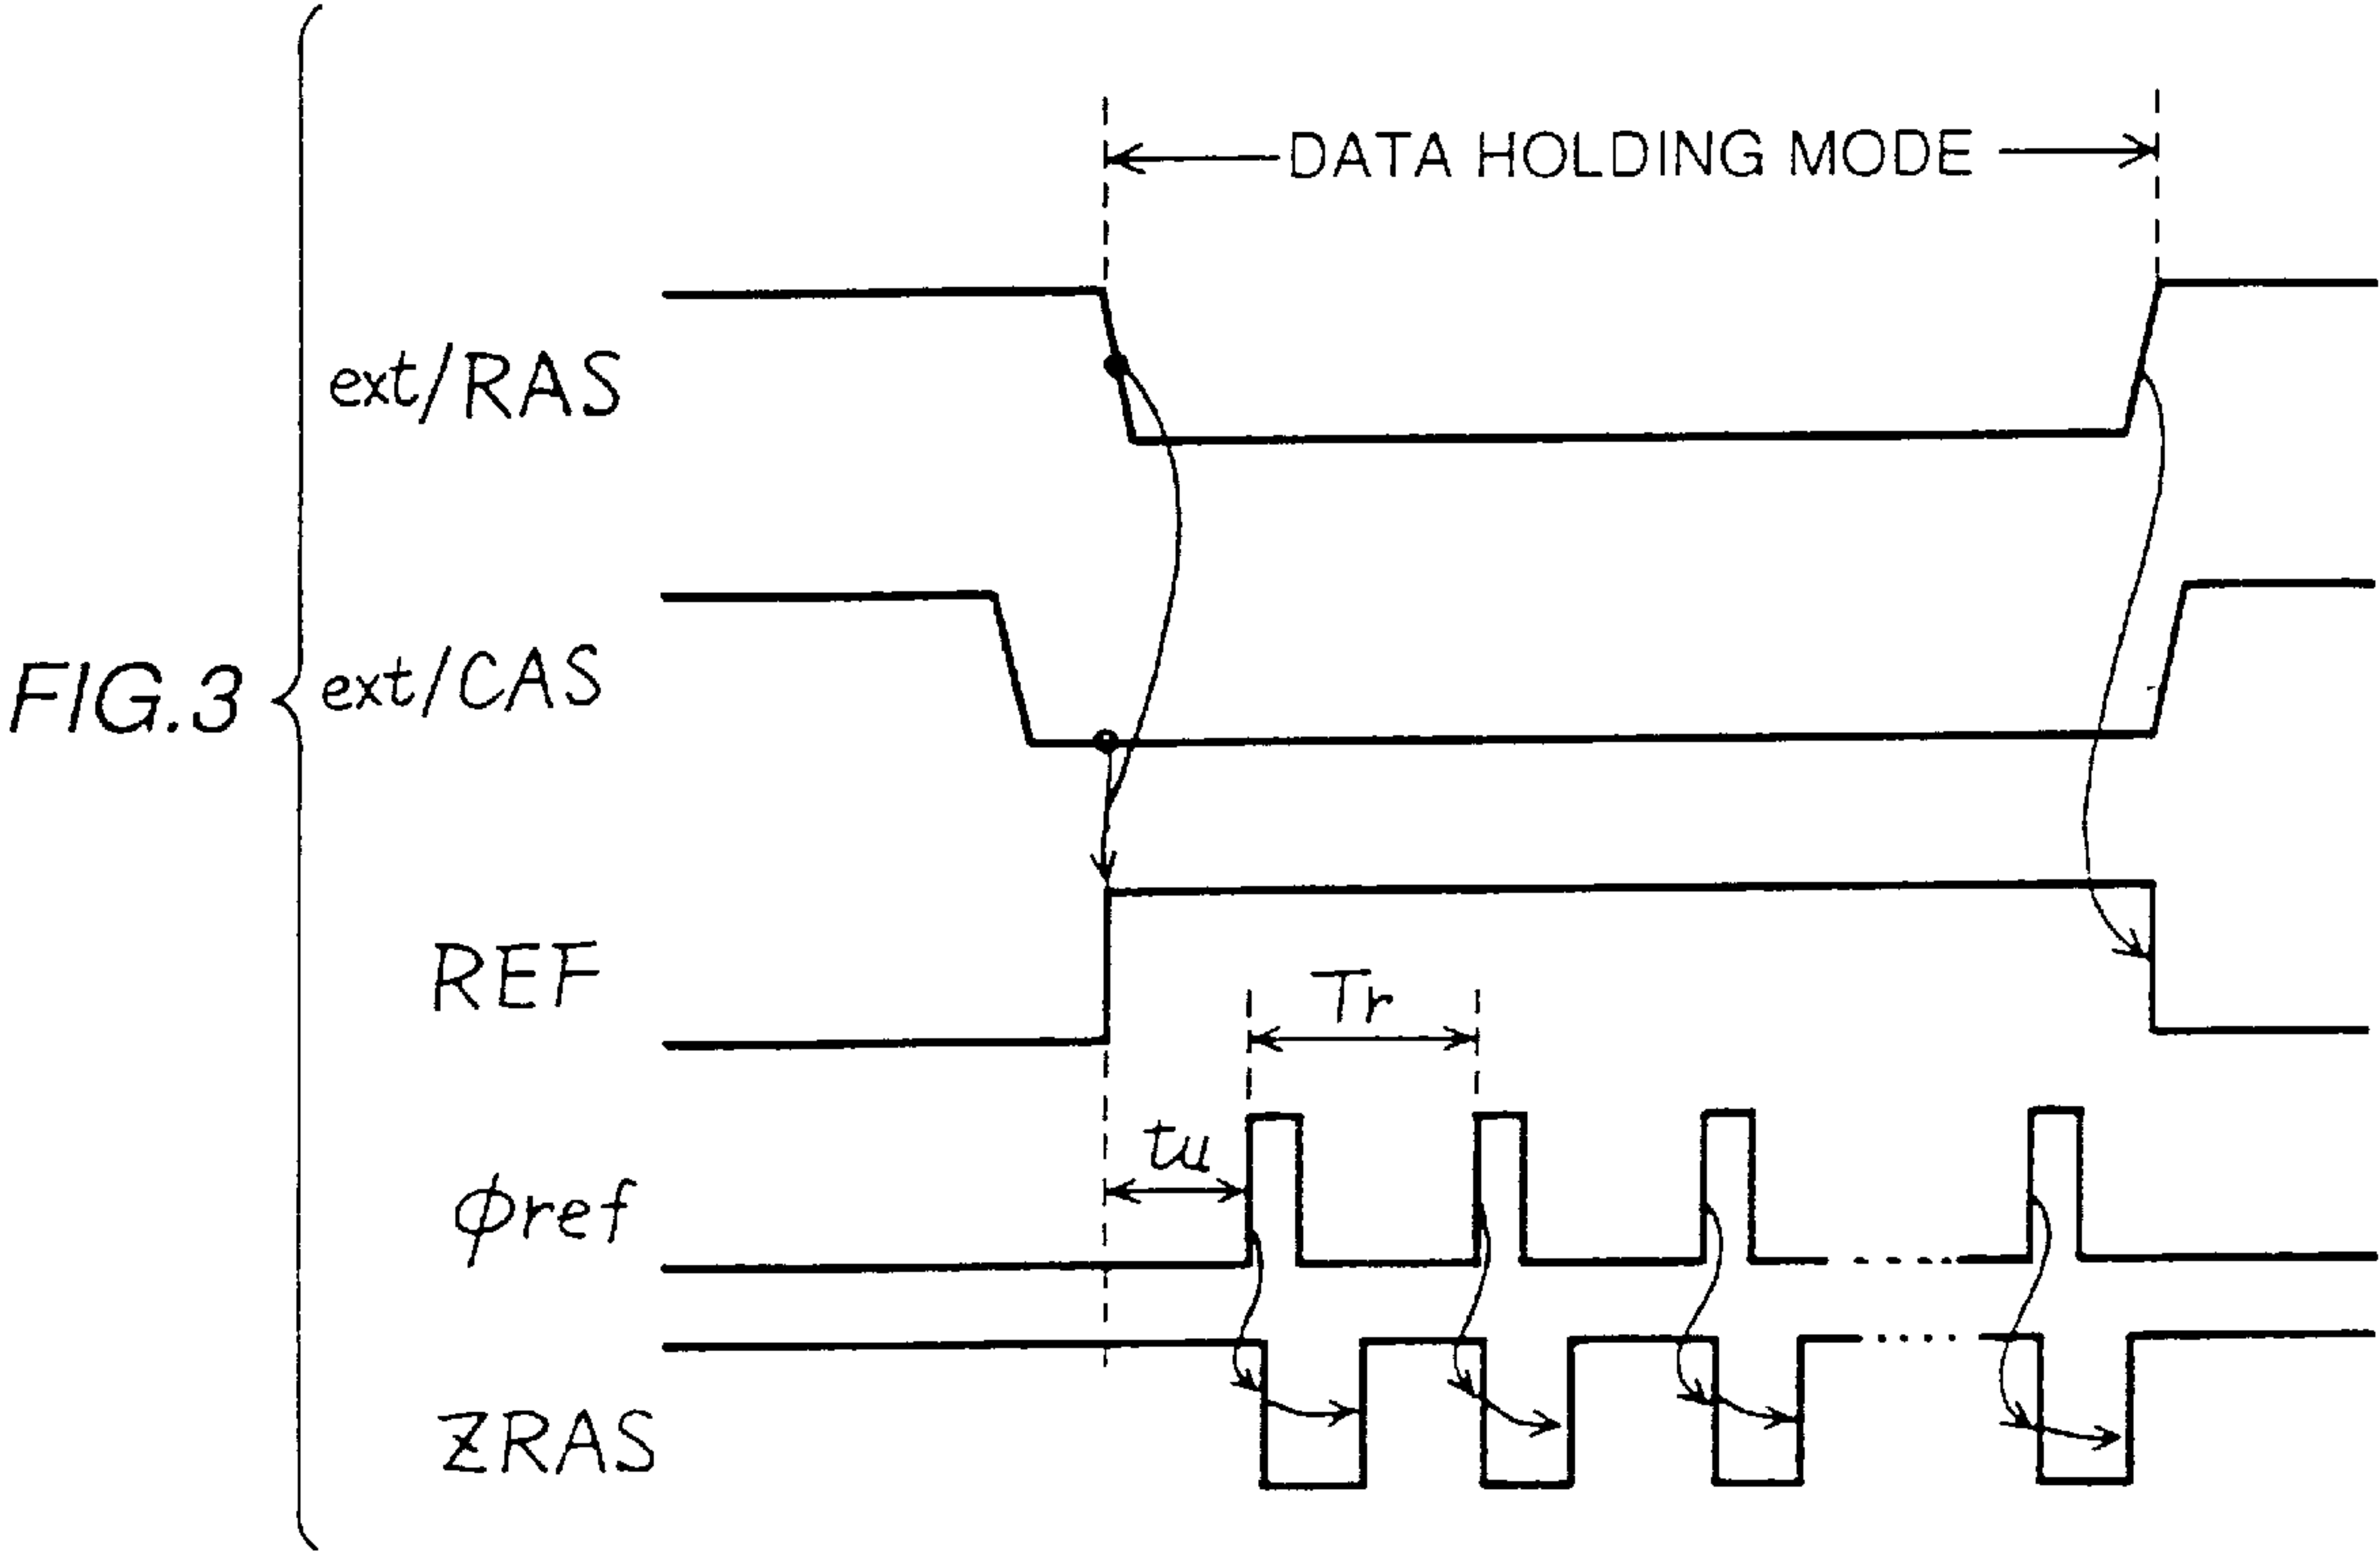 DATA HOLDING MODE
ext/RAS
FIG.3
ext/CAS
REF
Tr
tu
φref
ZRAS